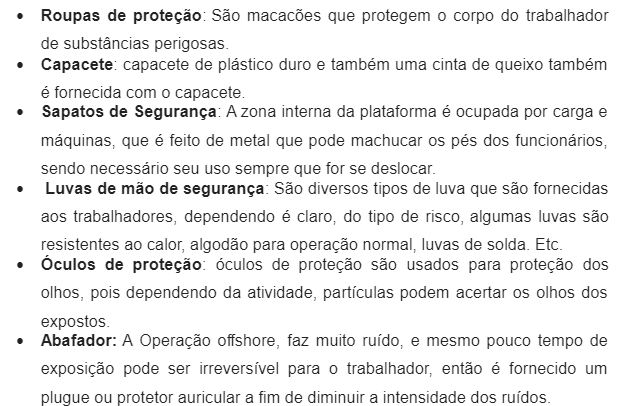 • Roupas de proteção: São macacões que protegem o corpo do trabalhador
de substâncias perigosas.
• Capacete: capacete de plástico duro e também uma cinta de queixo também
é fornecida com o capacete.
• Sapatos de Segurança: A zona interna da plataforma é ocupada por carga e
máquinas, que é feito de metal que pode machucar os pés dos funcionários,
sendo necessário seu uso sempre que for se deslocar.
• Luvas de mão de segurança: São diversos tipos de luva que são fornecidas
aos trabalhadores, dependendo é claro, do tipo de risco, algumas luvas são
resistentes ao calor, algodão para operação normal, luvas de solda. Etc.
• Óculos de proteção: óculos de proteção são usados para proteção dos
olhos, pois dependendo da atividade, partículas podem acertar os olhos dos
expostos.
• Abafador: A Operação offshore, faz muito ruído, e mesmo pouco tempo de
exposição pode ser irreversível para o trabalhador, então é fornecido um
plugue ou protetor auricular a fim de diminuir a intensidade dos ruídos.